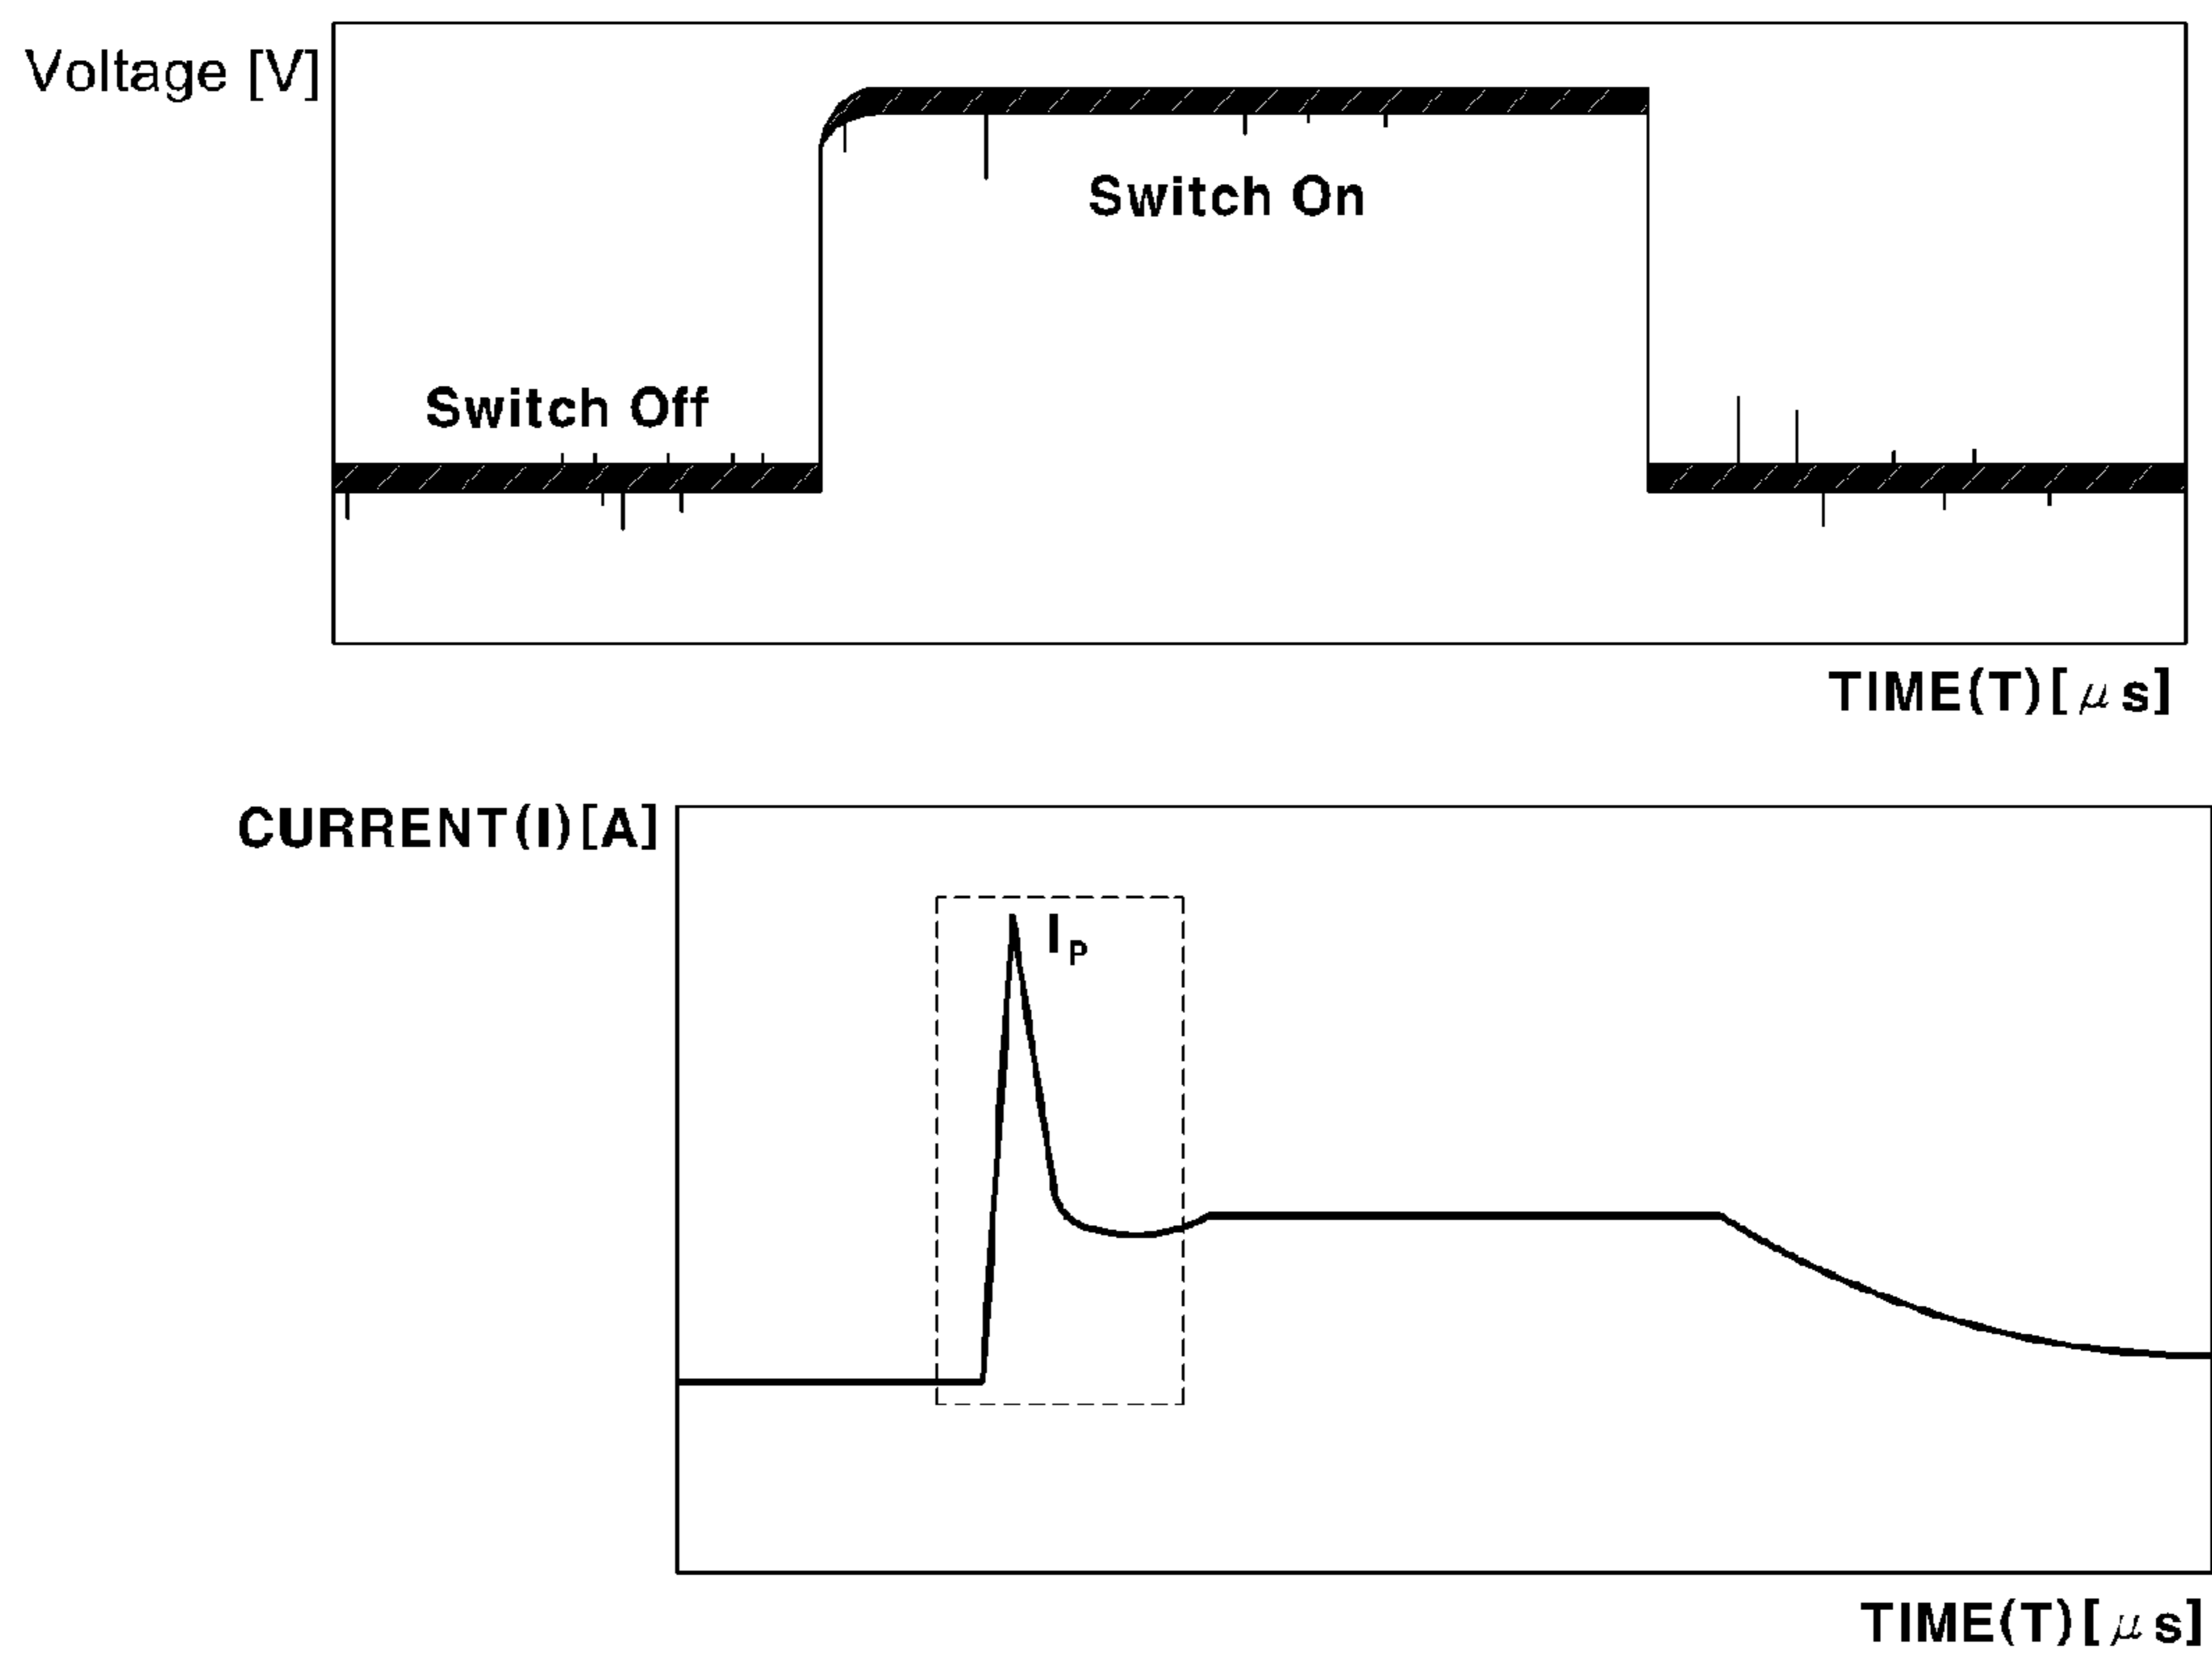 Voltage [V]
Switch On
Switch Off
TIME(T)[μs]
CURRENT(I)[A]
IP
TIME(T)[μs]